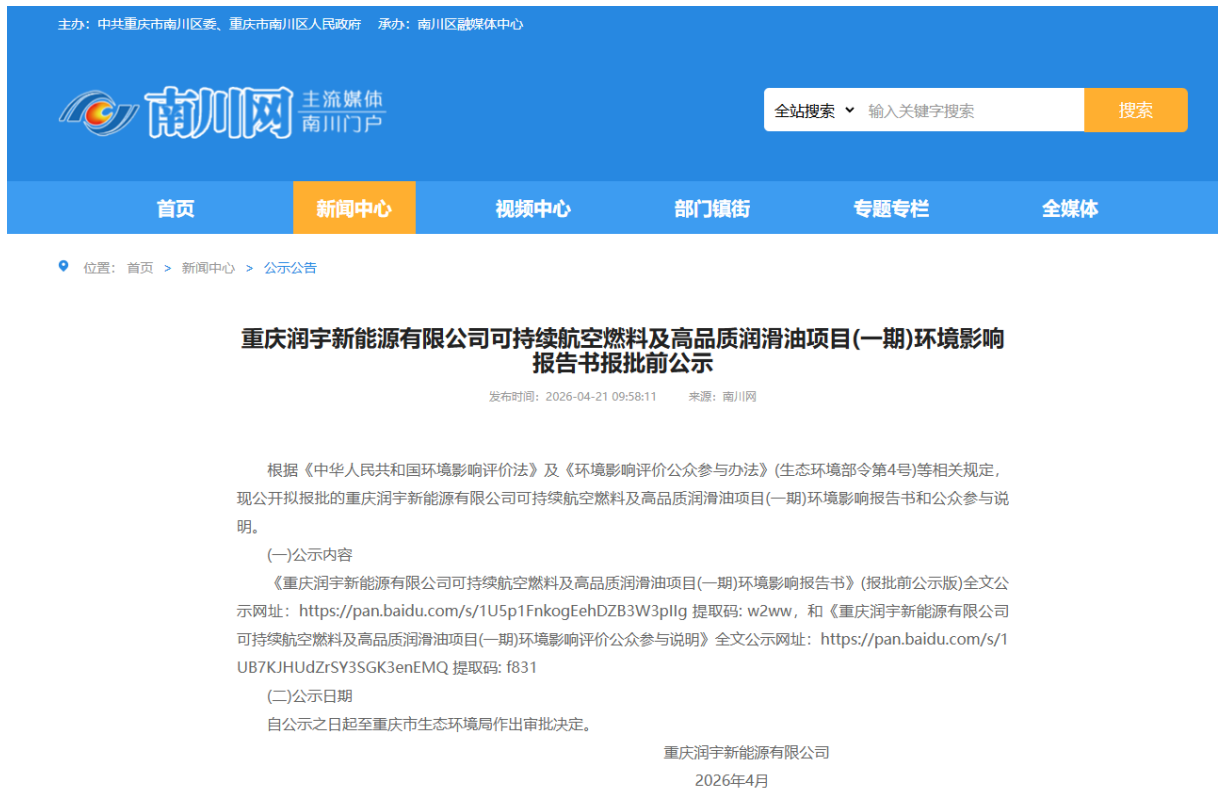 主办：中共重庆市南川区委、重庆市南川区人民政府 承办：南川区融媒体中心
南川网 主流媒体
南川门户
全站搜索 输入关键字搜索 搜索
首页 新闻中心 视频中心 部门镇街 专题专栏 全媒体
位置： 首页 > 新闻中心 > 公示公告
重庆润宇新能源有限公司可持续航空燃料及高品质润滑油项目(一期)环境影响
报告书报批前公示
发布时间：2026-04-21 09:58:11 来源：南川网
根据《中华人民共和国环境影响评价法》及《环境影响评价公众参与办法》(生态环境部令第4号)等相关规定，
现公开拟报批的重庆润宇新能源有限公司可持续航空燃料及高品质润滑油项目(一期)环境影响报告书和公众参与说
明。
(一)公示内容
《重庆润宇新能源有限公司可持续航空燃料及高品质润滑油项目(一期)环境影响报告书》(报批前公示版)全文公
示网址：https://pan.baidu.com/s/1U5p1FnkogEehDZB3W3pIIg 提取码: w2ww，和《重庆润宇新能源有限公司
可持续航空燃料及高品质润滑油项目(一期)环境影响评价公众参与说明》全文公示网址：https://pan.baidu.com/s/1
UB7KJHUdZrSY3SGK3enEMQ 提取码: f831
(二)公示日期
自公示之日起至重庆市生态环境局作出审批决定。
重庆润宇新能源有限公司
2026年4月